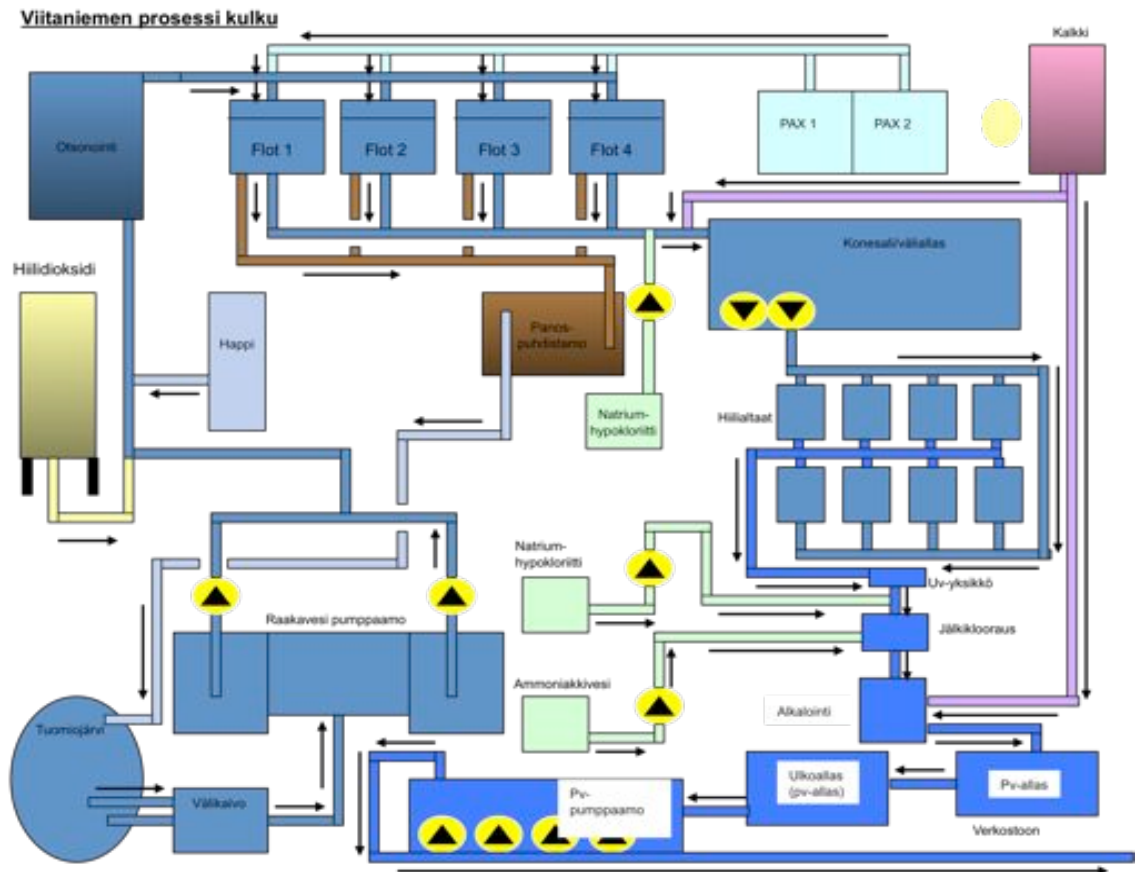 Viitaniemen prosessi kulku
Kalkki
Otsonointi
Flot 1
Flot 2
Flot 3
Flot 4
PAX 1
PAX 2
Konesali/väliallas
Hiilidioksidi
Happi
Panos-
puhdistamo
Natrium-
hypokloriitti
Hiilialtaat
Natrium-
hypokloriitti
Uv-yksikkö
Raakavesi pumppaamo
Jälkiklooraus
Ammoniakkivesi
Alkalointi
Tuomiojärvi
Välikaivo
Pv-
pumppaamo
Ulkoallas
(pv-allas)
Pv-allas
Verkostoon